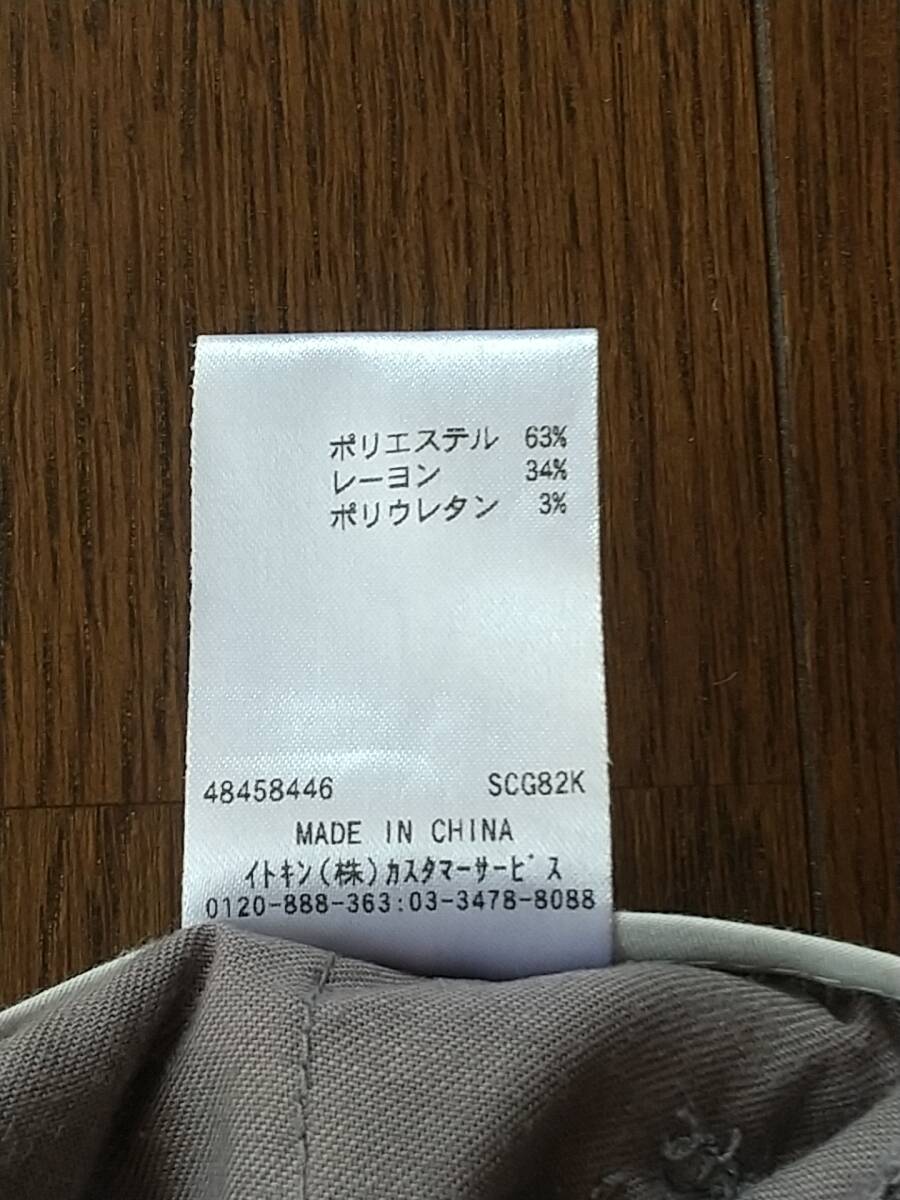 ポリエステル 63%
レーヨン 34%
ポリウレタン 3%
48458446 SCG82K
MADE IN CHINA
イトキン(株)カスタマーサービス
0120-888-363:03-3478-8088